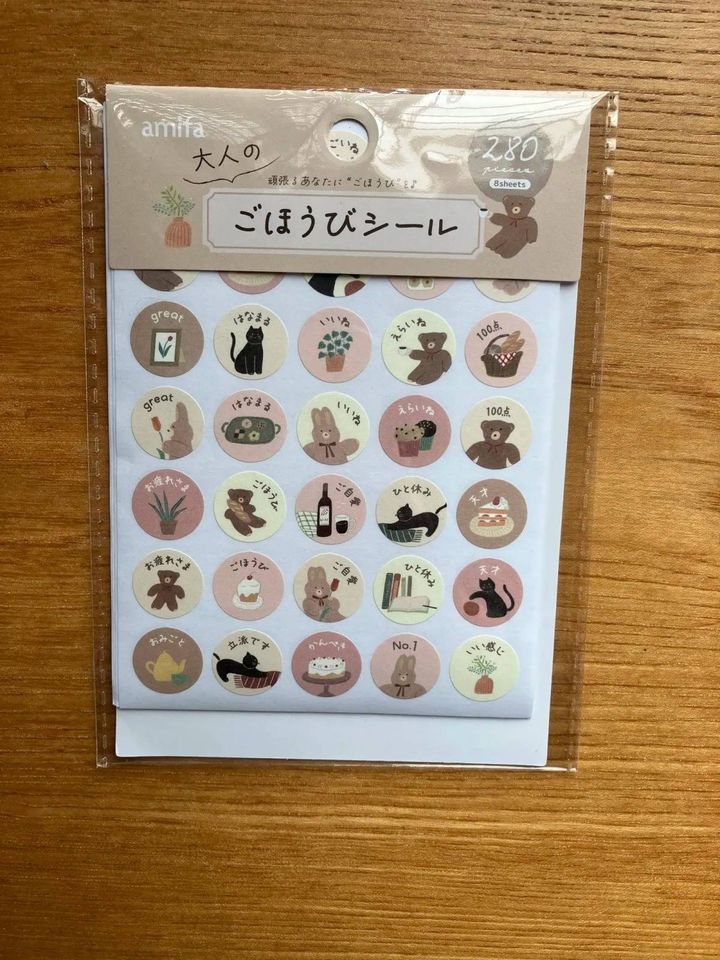 amifa
大人の
ごいる
280
pieces
8sheets
頑張るあなたに"ごほうび"を♪
ごほうびシール
great
はなまる
いいね
えらいね
100点
great
はなまる
いいね
えらいね
100点
お疲れさま
ごほうび
ご自愛
ひと休み
天才
お疲れさま
ごほうび
ご自愛
ひと休み
天才
おみごと
立派です
かんぺき
No.1
いい感じ